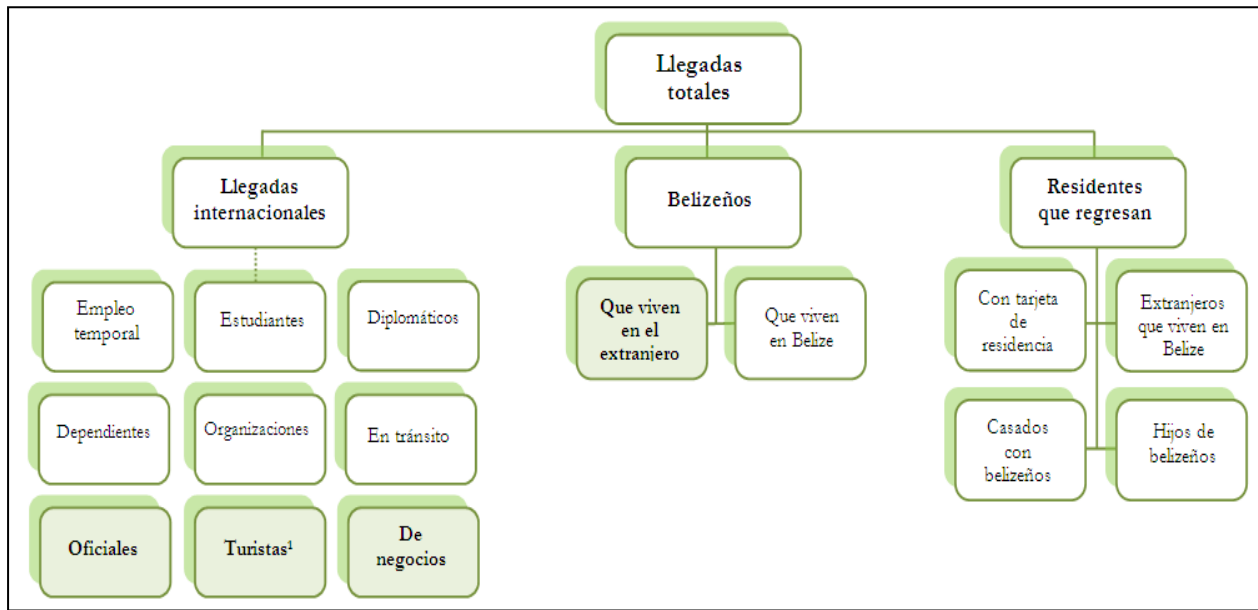 Llegadas
totales
Llegadas
internacionales
Belizeños
Residentes
que regresan
Empleo
temporal
Estudiantes
Diplomáticos
Dependientes
Organizaciones
En tránsito
Oficiales
Turistas¹
De
negocios
Que viven
en el
extranjero
Que viven
en Belize
Con tarjeta
de
residencia
Extranjeros
que viven en
Belize
Casados
con
belizeños
Hijos de
belizeños